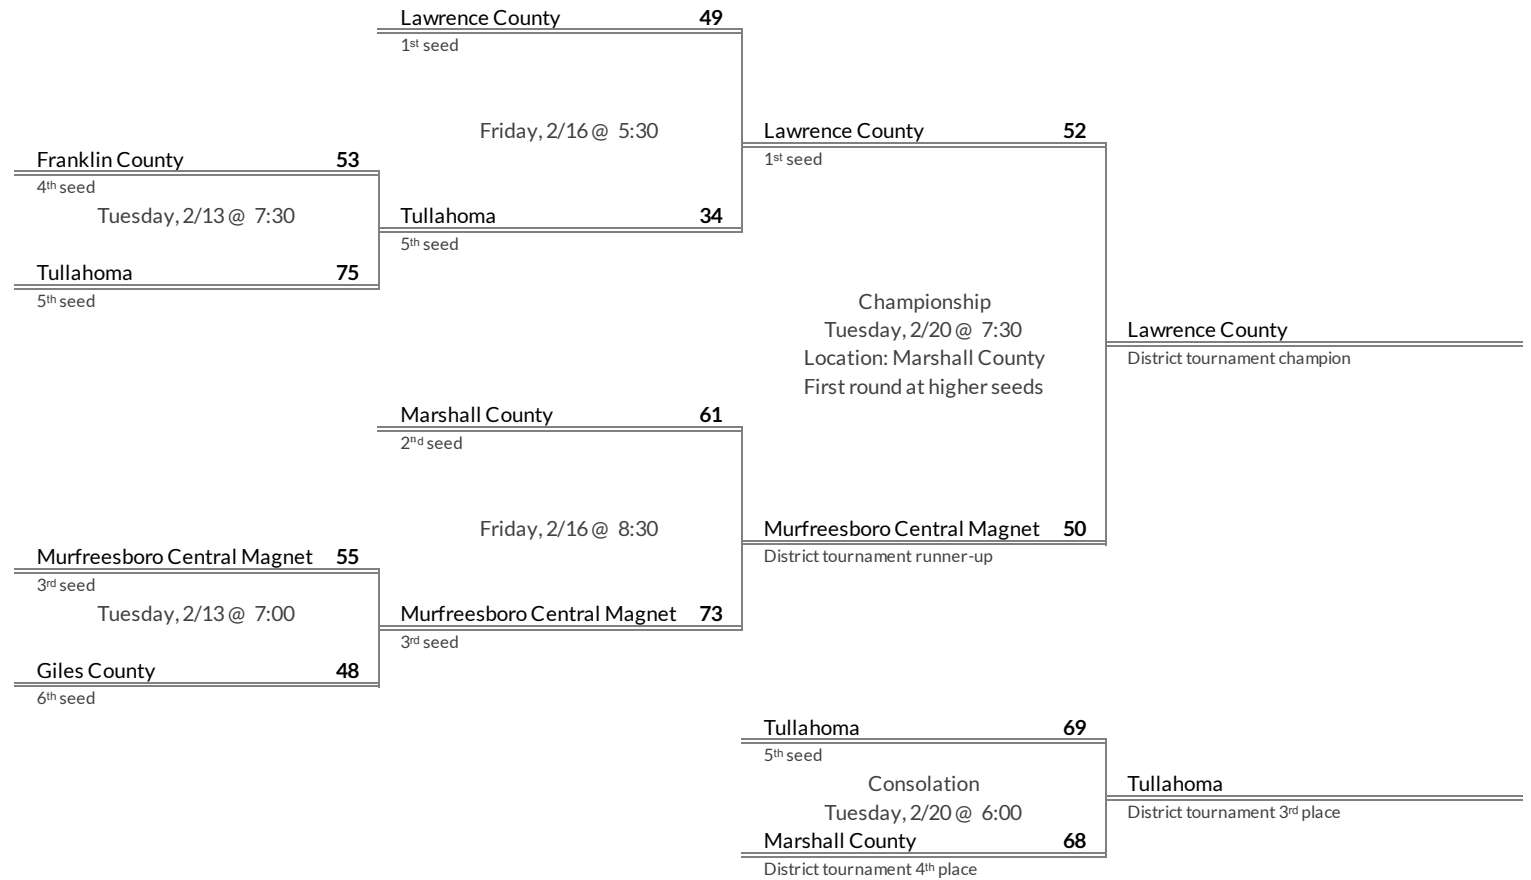 Lawrence County 49
1st seed
Friday, 2/16 @ 5:30
Lawrence County 52
1st seed
Franklin County 53
4th seed
Tuesday, 2/13 @ 7:30
Tullahoma 34
5th seed
Tullahoma 75
5th seed
Championship
Tuesday, 2/20 @ 7:30
Location: Marshall County
First round at higher seeds
Lawrence County
District tournament champion
Marshall County 61
2nd seed
Friday, 2/16 @ 8:30
Murfreesboro Central Magnet 50
District tournament runner-up
Murfreesboro Central Magnet 55
3rd seed
Tuesday, 2/13 @ 7:00
Murfreesboro Central Magnet 73
3rd seed
Giles County 48
6th seed
Tullahoma 69
5th seed
Consolation
Tuesday, 2/20 @ 6:00
Tullahoma
District tournament 3rd place
Marshall County 68
District tournament 4th place